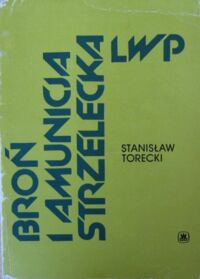 BROŃ
I AMUNICJA
STRZELECKA
LWP
STANISŁAW
TORECKI